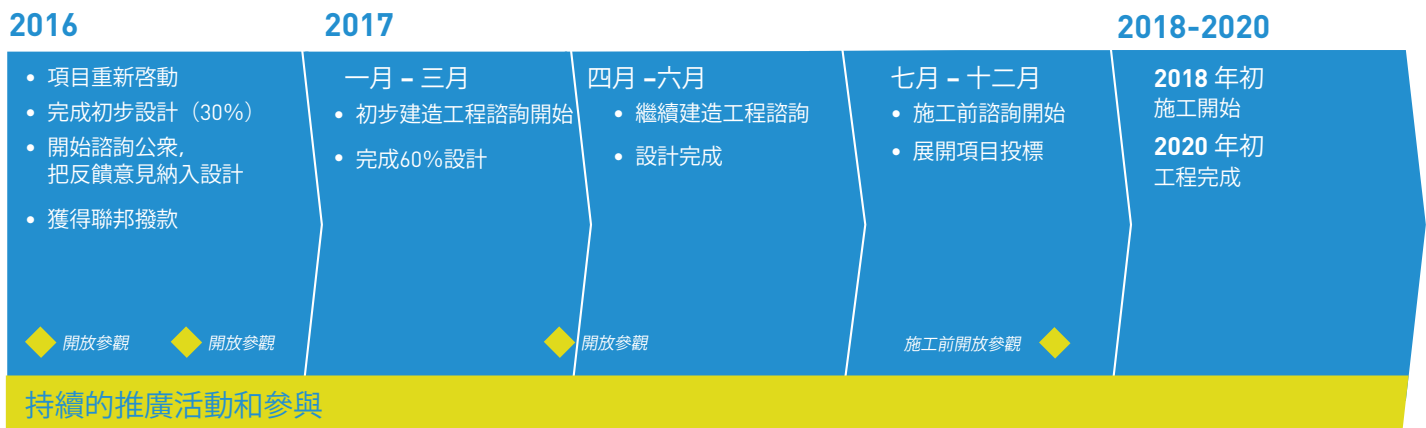 2016
• 項目重新啓動
• 完成初步設計（30%）
• 開始諮詢公衆,
把反饋意見納入設計
• 獲得聯邦撥款
開放參觀
開放參觀
2017
一月 – 三月
• 初步建造工程諮詢開始
• 完成60%設計
四月 –六月
• 繼續建造工程諮詢
• 設計完成
開放參觀
七月 – 十二月
• 施工前諮詢開始
• 展開項目投標
施工前開放參觀
2018-2020
2018 年初
施工開始
2020 年初
工程完成
持續的推廣活動和參與